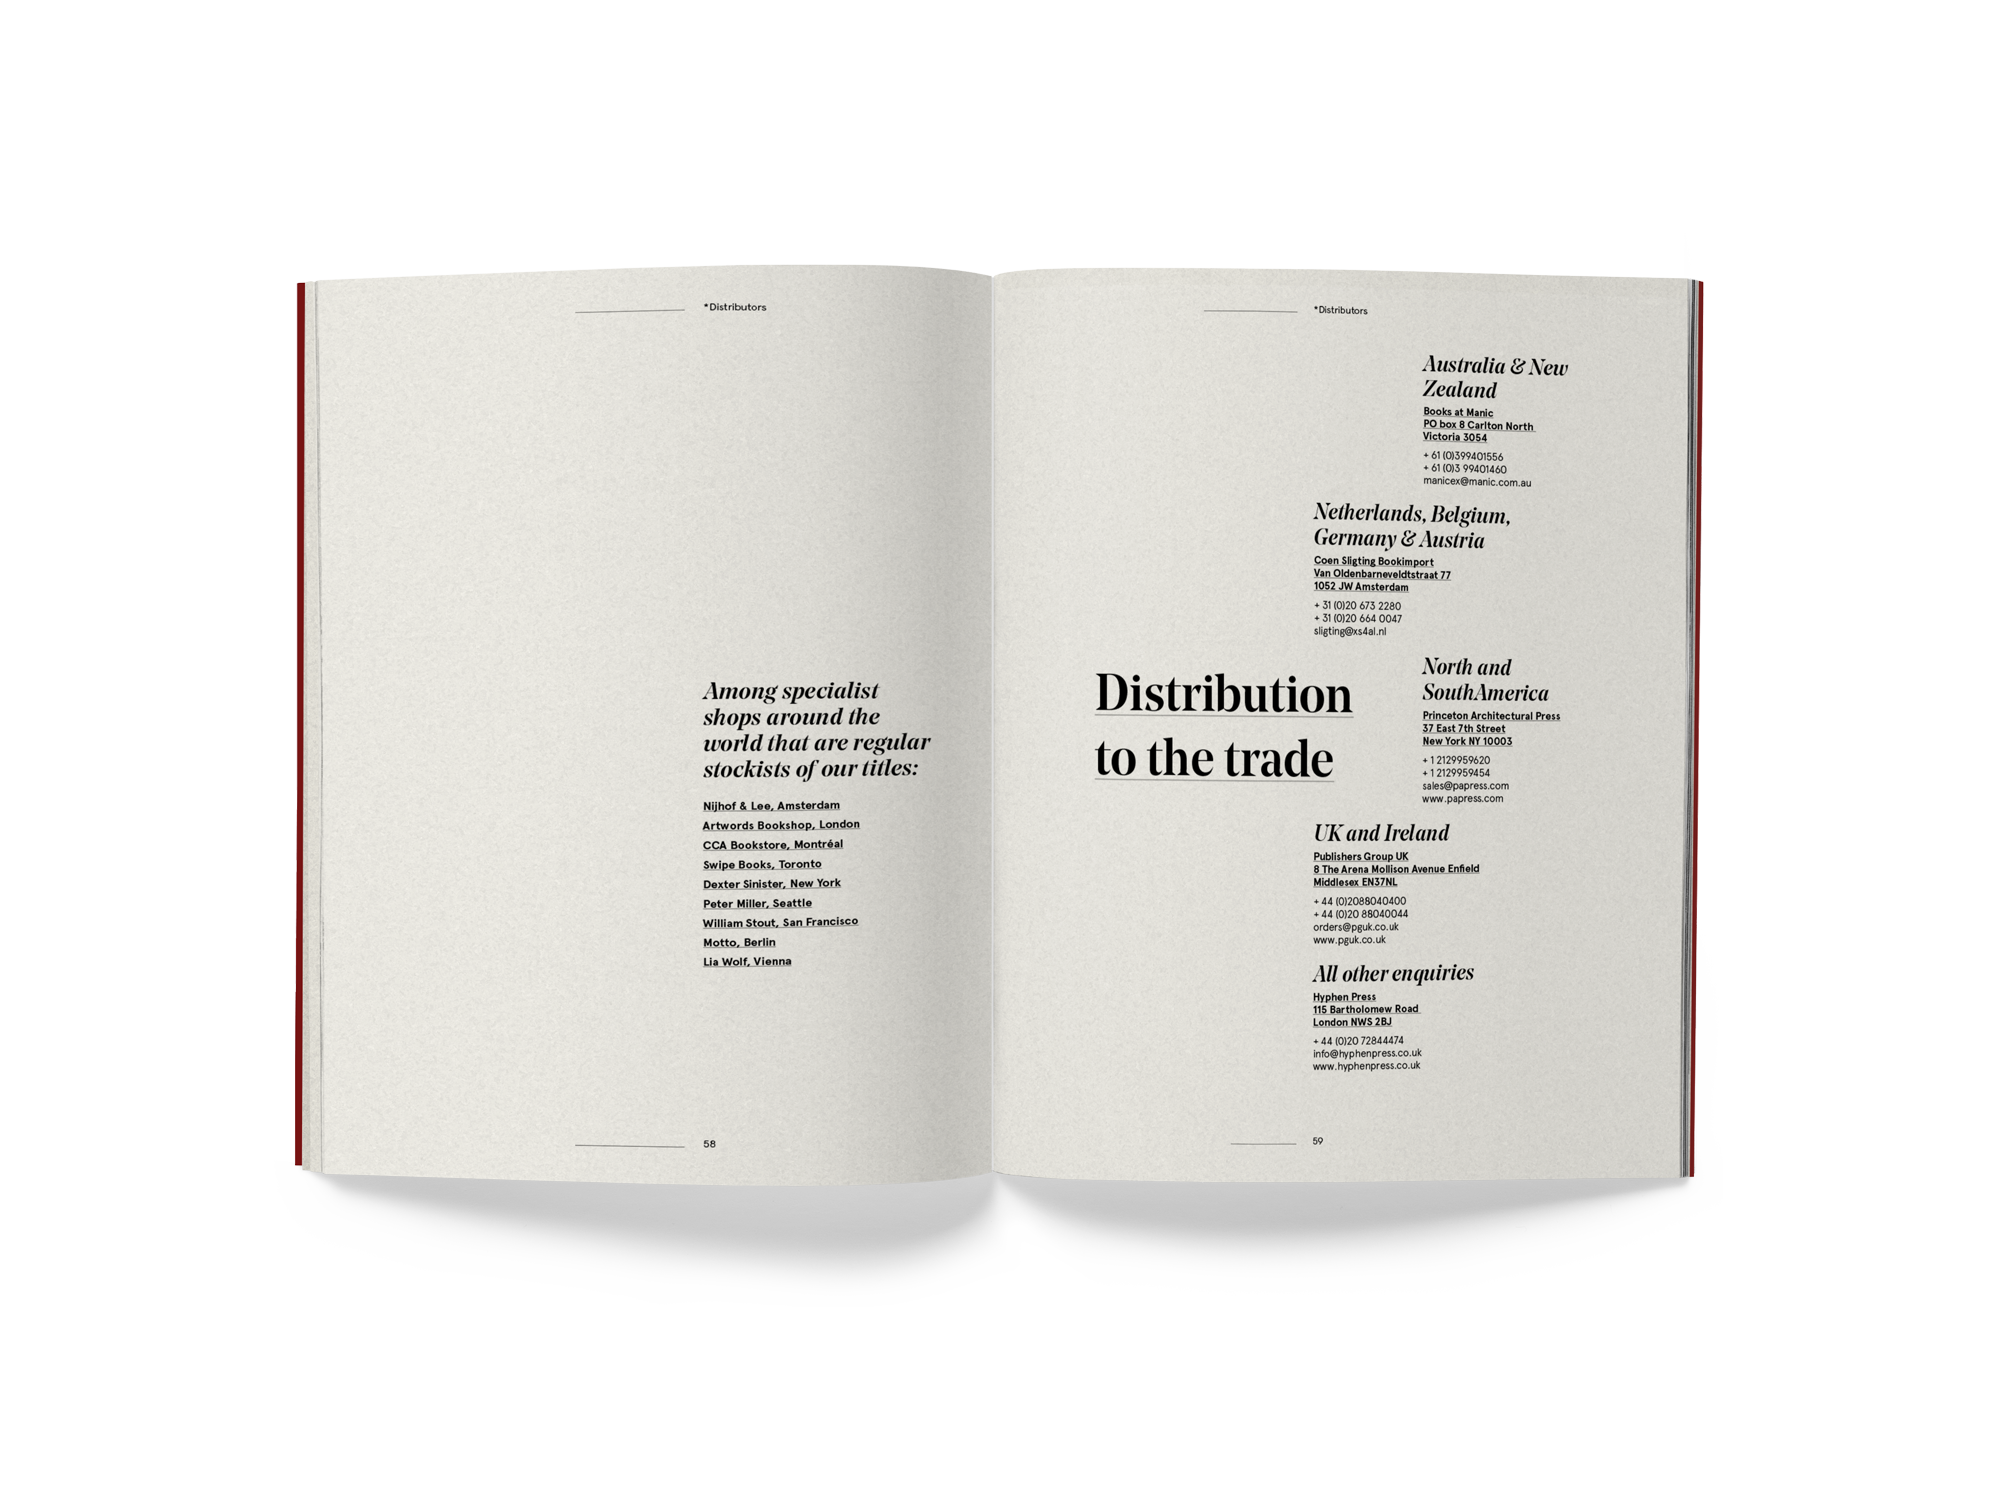 *Distributors
Among specialist
shops around the
world that are regular
stockists of our titles:
Nijhof & Lee, Amsterdam
Artwords Bookshop, London
CCA Bookstore, Montréal
Swipe Books, Toronto
Dexter Sinister, New York
Peter Miller, Seattle
William Stout, San Francisco
Motto, Berlin
Lia Wolf, Vienna
58
*Distributors
Distribution
to the trade
Australia & New
Zealand
Books at Manic
PO box 8 Carlton North
Victoria 3054
+ 61 (0)399401556
+ 61 (0)3 99401460
manicex@manic.com.au
Netherlands, Belgium,
Germany & Austria
Coen Sligting Bookimport
Van Oldenbarneveldtstraat 77
1052 JW Amsterdam
+ 31 (0)20 673 2280
+ 31 (0)20 664 0047
sligting@xs4al.nl
North and
SouthAmerica
Princeton Architectural Press
37 East 7th Street
New York NY 10003
+ 1 2129959620
+ 1 2129959454
sales@papress.com
www.papress.com
UK and Ireland
Publishers Group UK
8 The Arena Mollison Avenue Enfield
Middlesex EN37NL
+ 44 (0)2088040400
+ 44 (0)20 88040044
orders@pguk.co.uk
www.pguk.co.uk
All other enquiries
Hyphen Press
115 Bartholomew Road
London NWS 2BJ
+ 44 (0)20 72844474
info@hyphenpress.co.uk
www.hyphenpress.co.uk
59